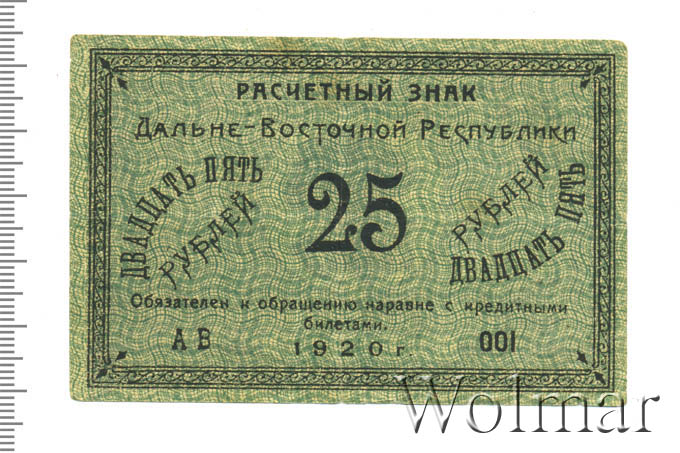 РАСЧЕТНЫЙ ЗНАК
ДАЛЬНЕ-ВОСТОЧНОЙ РЕСПУБЛИКИ
ДВАДЦАТЬ ПЯТЬ
РУБЛЕЙ
25
РУБЛЕЙ
ДВАДЦАТЬ ПЯТЬ
Обязателен к обращению наравне с кредитными
билетами.
АВ 1920 г. 001
Wolmar